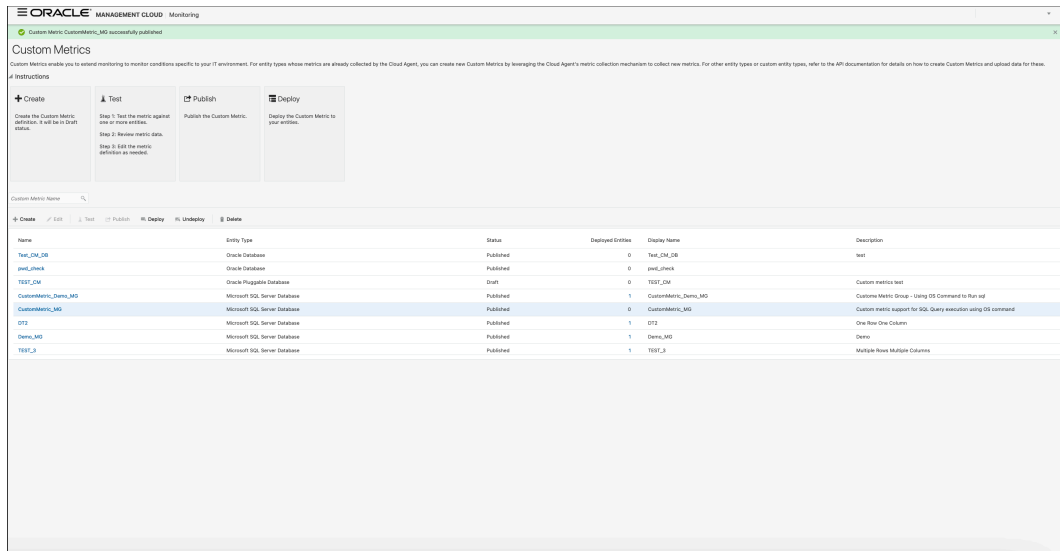 ORACLE® MANAGEMENT CLOUD Monitoring
Custom Metric CustomMetric_MG successfully published
Custom Metrics
Custom Metrics enable you to extend monitoring to monitor conditions specific to your IT environment. For entity types whose metrics are already collected by the Cloud Agent, you can create new Custom Metrics by leveraging the Cloud Agent's metric collection mechanism to collect new metrics. For other entity types or custom entity types, refer to the API documentation for details on how to create Custom Metrics and upload data for these.
Instructions
Create
Create the Custom Metric
definition. It will be in Draft
status.
Test
Step 1: Test the metric against
one or more entities.
Step 2: Review metric data.
Step 3: Edit the metric
definition as needed.
Publish
Publish the Custom Metric.
Deploy
Deploy the Custom Metric to
your entities.
Custom Metric Name
Create Edit Test Publish Deploy Undeploy Delete
Name Entity Type Status Deployed Entities Display Name Description
Test_CM_DB Oracle Database Published 0 Test_CM_DB test
pwd_check Oracle Database Published 0 pwd_check
TEST_CM Oracle Pluggable Database Draft 0 TEST_CM Custom metrics test
CustomMetric_Demo_MG Microsoft SQL Server Database Published 1 CustomMetric_Demo_MG Custome Metric Group - Using OS Command to Run sql
CustomMetric_MG Microsoft SQL Server Database Published 0 CustomMetric_MG Custom metric support for SQL Query execution using OS command
DT2 Microsoft SQL Server Database Published 1 DT2 One Row One Column
Demo_MG Microsoft SQL Server Database Published 1 Demo_MG Demo
TEST_3 Microsoft SQL Server Database Published 1 TEST_3 Multiple Rows Multiple Columns